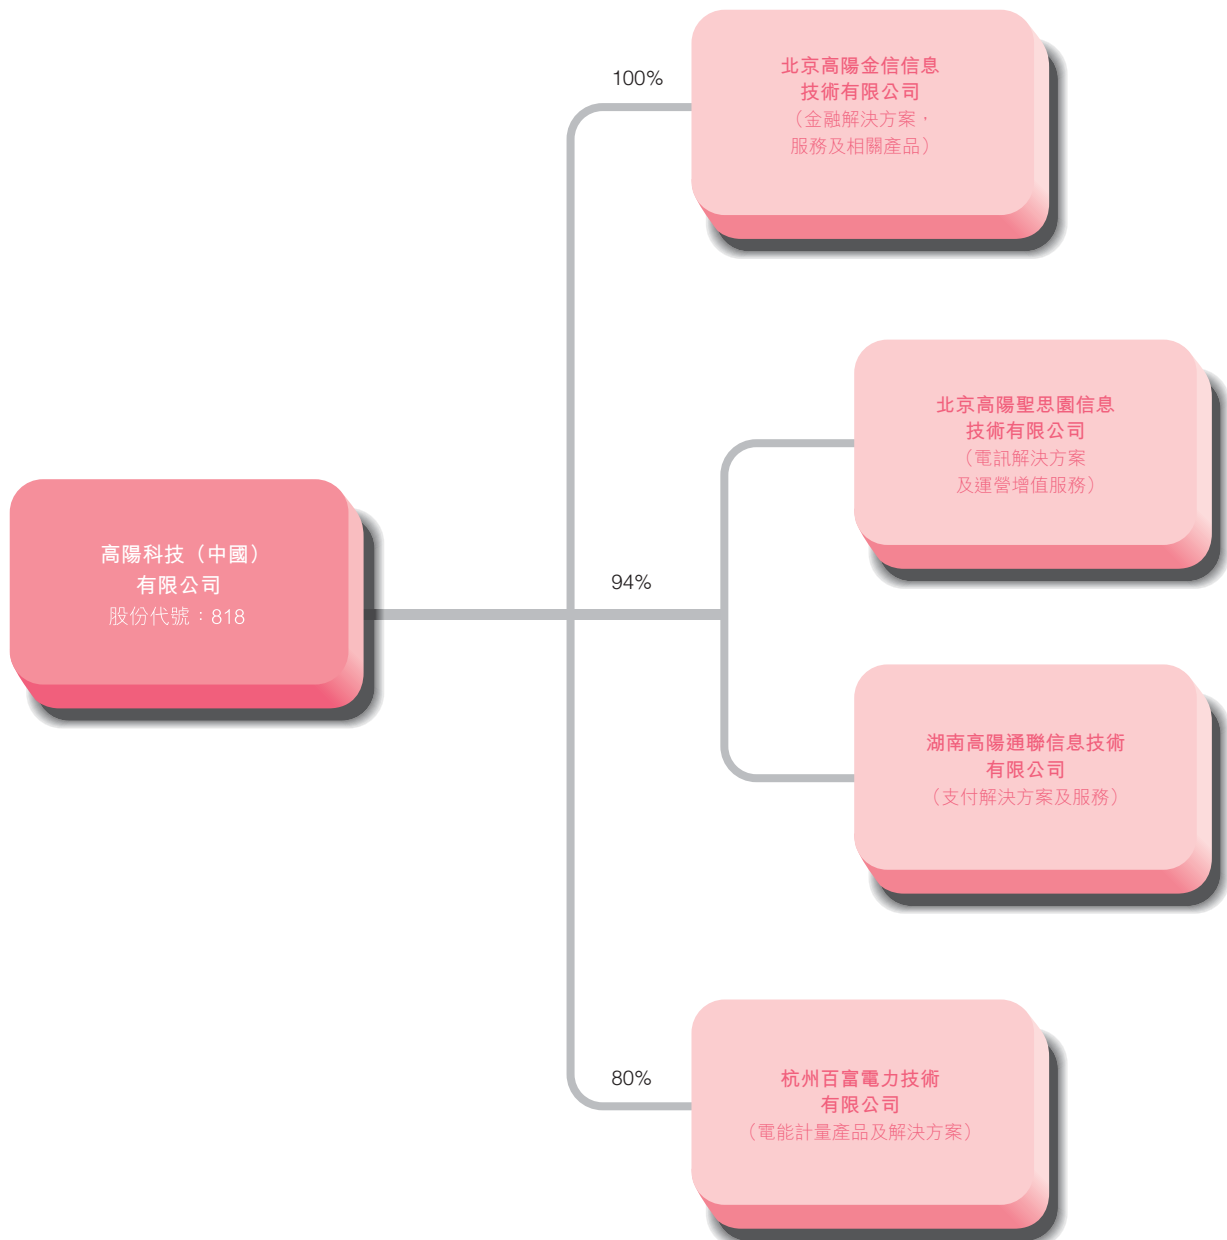 100%
北京高陽金信信息
技術有限公司
（金融解決方案，
服務及相關產品）
北京高陽聖思園信息
技術有限公司
（電訊解決方案
及運營增值服務）
高陽科技（中國）
有限公司
股份代號：818
94%
湖南高陽通聯信息技術
有限公司
（支付解決方案及服務）
80%
杭州百富電力技術
有限公司
（電能計量產品及解決方案）